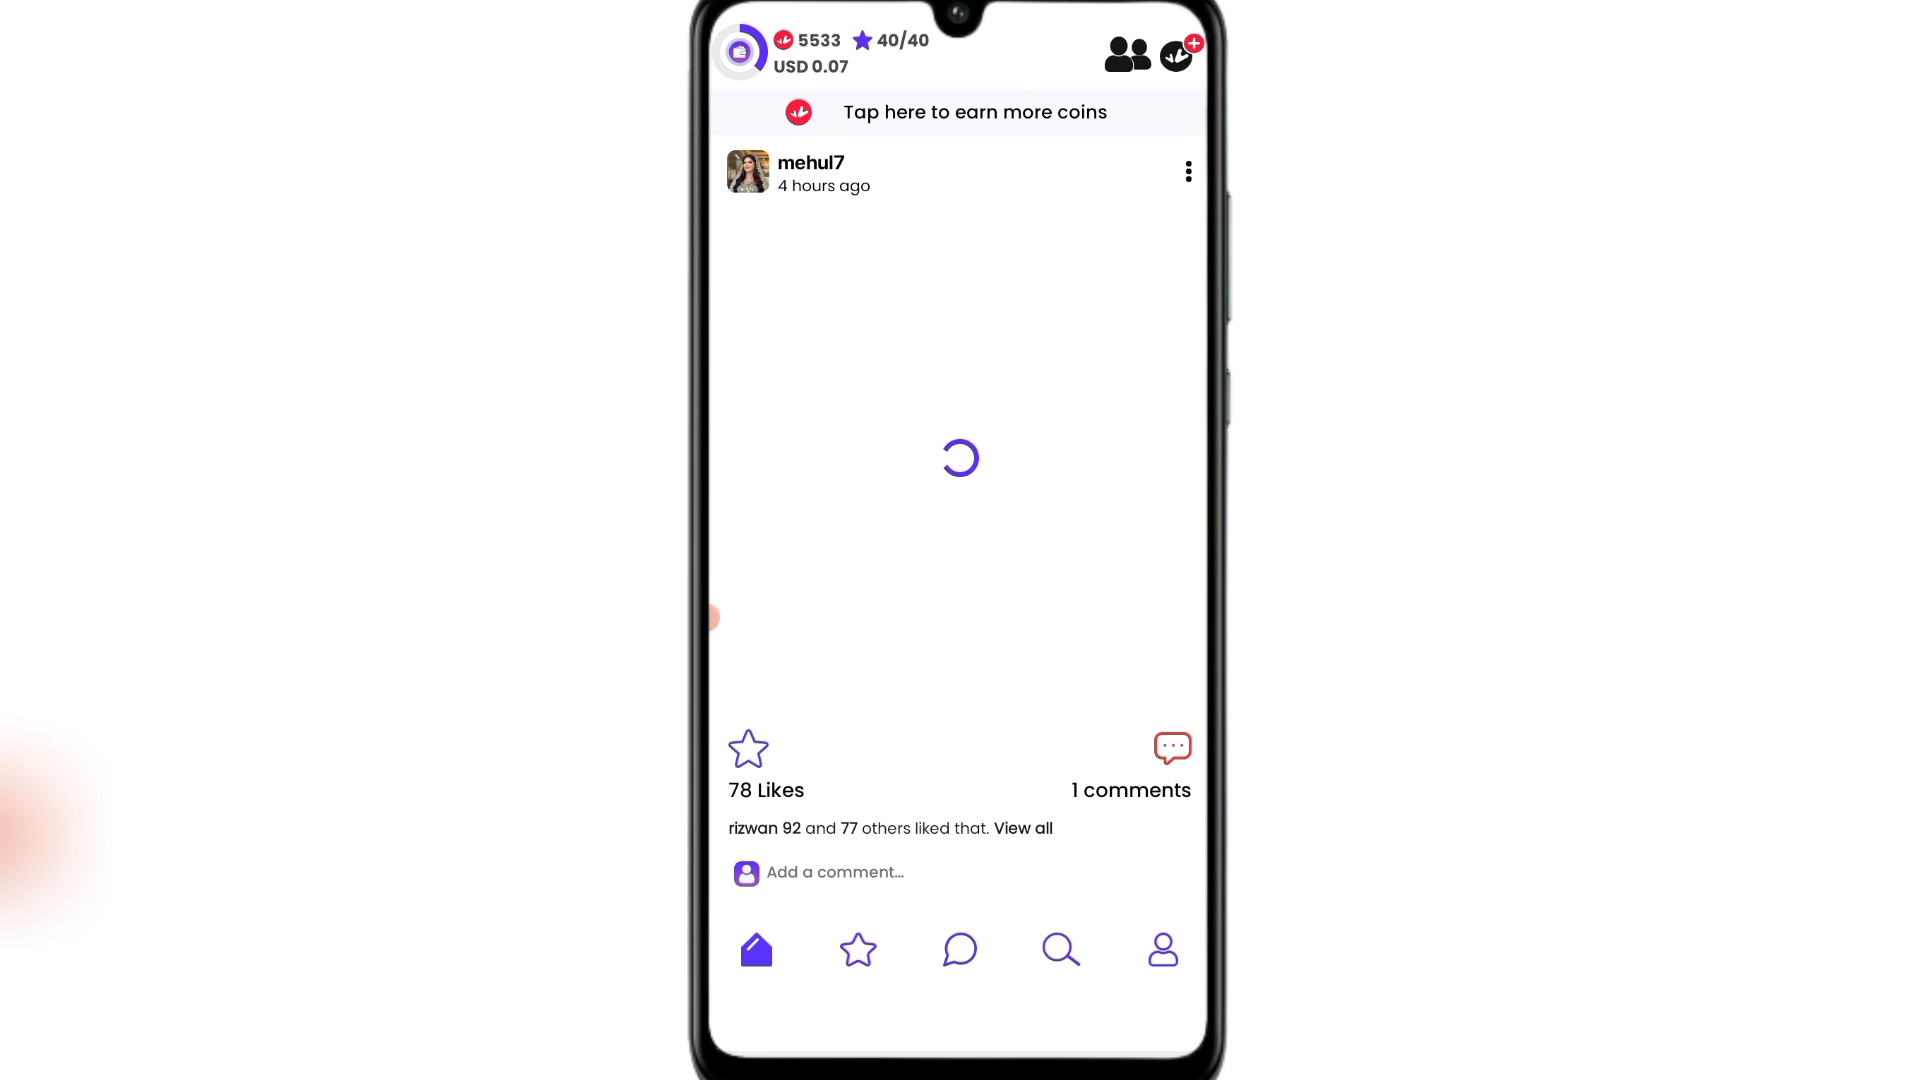 5533 40/40
USD 0.07
Tap here to earn more coins
mehul7
4 hours ago
78 Likes
1 comments
rizwan 92 and 77 others liked that. View all
Add a comment...